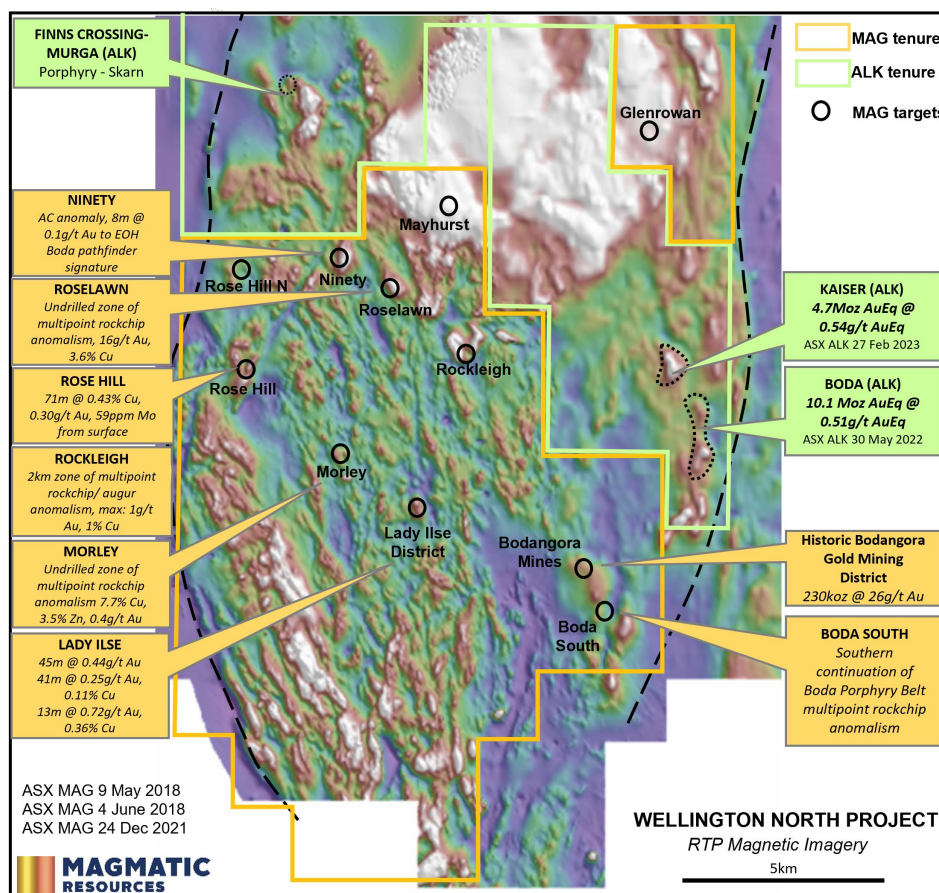 FINNS CROSSING-
MURGA (ALK)
Porphyry - Skarn
NINETY
AC anomaly, 8m @
0.1g/t Au to EOH
Boda pathfinder
signature
ROSELAWN
Undrilled zone of
multipoint rockchip
anomalism, 16g/t Au,
3.6% Cu
ROSE HILL
71m @ 0.43% Cu,
0.30g/t Au, 59ppm Mo
from surface
ROCKLEIGH
2km zone of multipoint
rockchip/ augur
anomalism, max: 1g/t
Au, 1% Cu
MORLEY
Undrilled zone of
multipoint rockchip
anomalism 7.7% Cu,
3.5% Zn, 0.4g/t Au
LADY ILSE
45m @ 0.44g/t Au
41m @ 0.25g/t Au,
0.11% Cu
13m @ 0.72g/t Au,
0.36% Cu
ASX MAG 9 May 2018
ASX MAG 4 June 2018
ASX MAG 24 Dec 2021
MAGMATIC
RESOURCES
Glenrowan
Mayhurst
Rose Hill N
Ninety
Roselawn
Rose Hill
Rockleigh
Morley
Lady Ilse
District
Bodangora
Mines
Boda
South
MAG tenure
ALK tenure
MAG targets
KAISER (ALK)
4.7Moz AuEq @
0.54g/t AuEq
ASX ALK 27 Feb 2023
BODA (ALK)
10.1 Moz AuEq @
0.51g/t AuEq
ASX ALK 30 May 2022
Historic Bodangora
Gold Mining
District
230koz @ 26g/t Au
BODA SOUTH
Southern
continuation of
Boda Porphyry Belt
multipoint rockchip
anomalism
WELLINGTON NORTH PROJECT
RTP Magnetic Imagery
5km